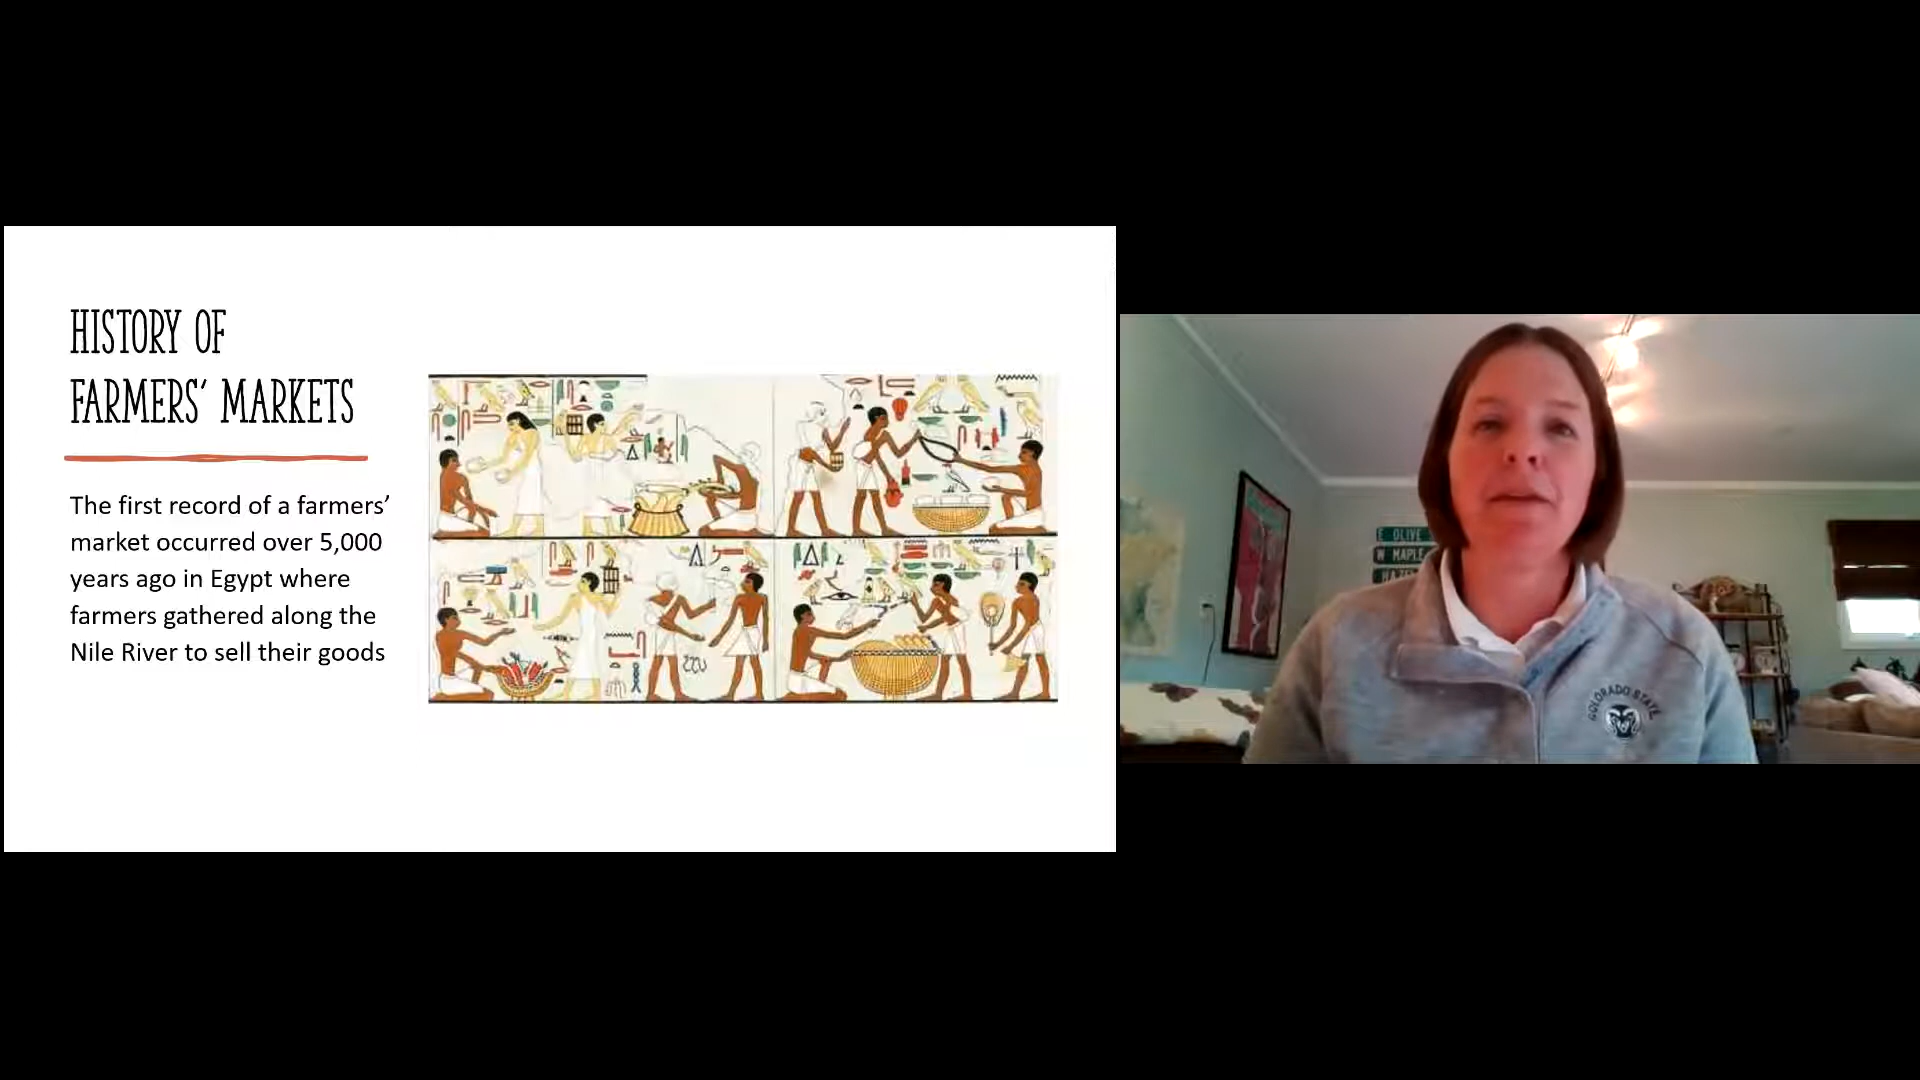 HISTORY OF
FARMERS’ MARKETS
The first record of a farmers’
market occurred over 5,000
years ago in Egypt where
farmers gathered along the
Nile River to sell their goods
E OLIVE
W MAPLE
HAZEL
COLORADO STATE